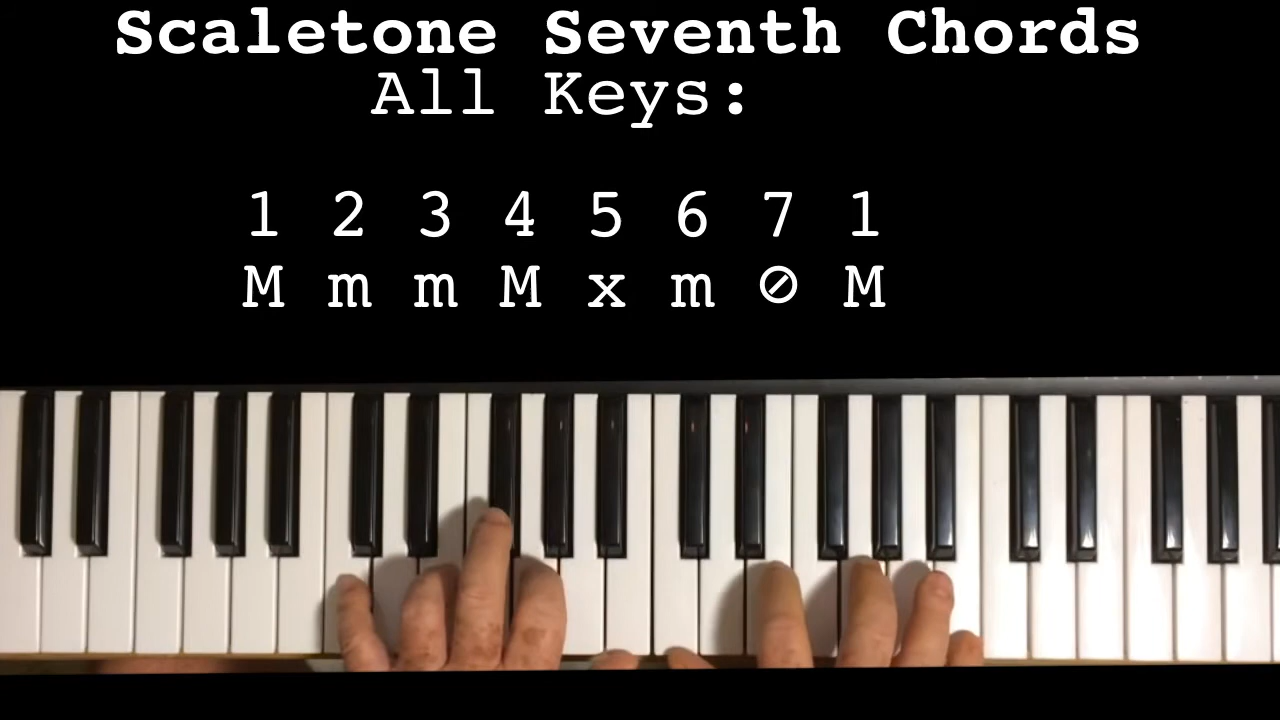 Scaletone Seventh Chords
All Keys:
1 2 3 4 5 6 7 1
M m m M x m ⊘ M